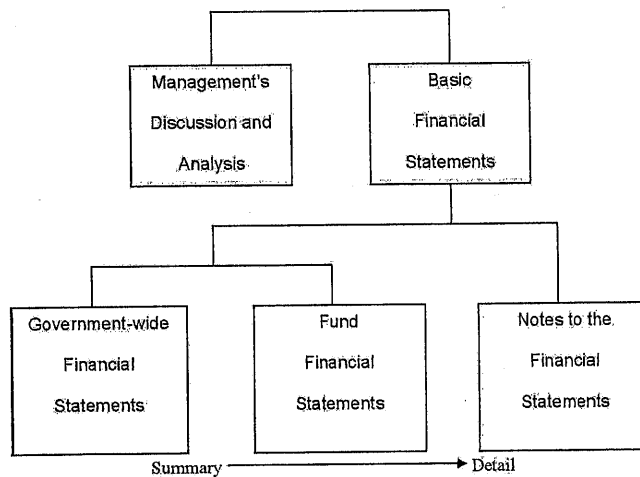 Management's
Discussion and
Analysis
Basic
Financial
Statements
Government-wide
Financial
Statements
Fund
Financial
Statements
Notes to the
Financial
Statements
Summary
Detail